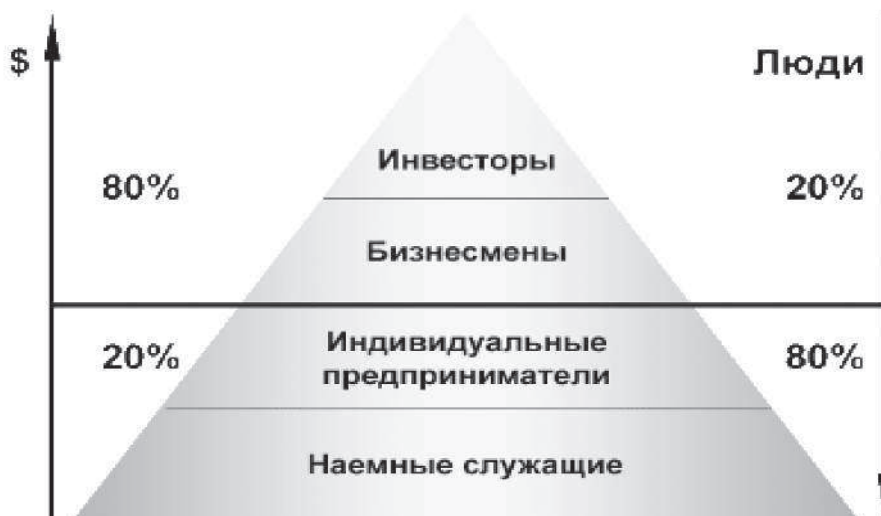 $
Люди
Инвесторы
80%
20%
Бизнесмены
Индивидуальные
20%
80%
предприниматели
Наемные служащие